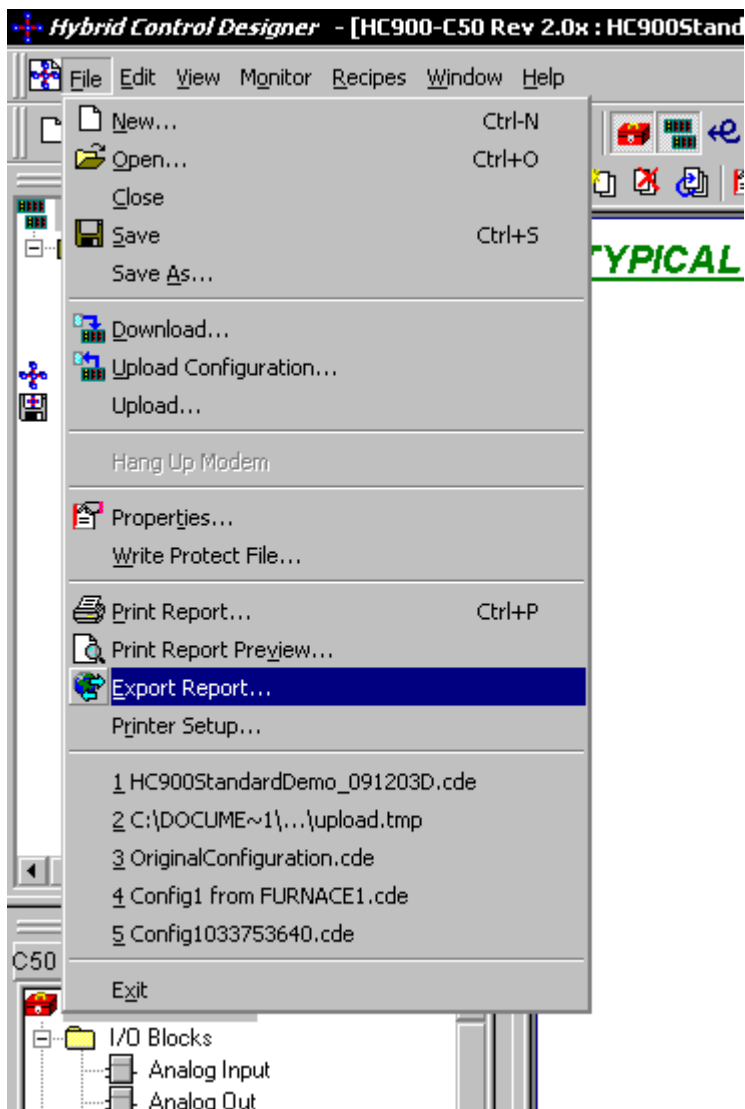 Hybrid Control Designer - [HC900-C50 Rev 2.0x : HC900Stand
File Edit View Monitor Recipes Window Help
New... Ctrl-N
Open... Ctrl+O
Close
Save Ctrl+S
Save As...
TYPICAL
Download...
Upload Configuration...
Upload...
Hang Up Modem
Properties...
Write Protect File...
Print Report... Ctrl+P
Print Report Preview...
Export Report...
Printer Setup...
1 HC900StandardDemo_091203D.cde
2 C:\DOCUME~1\...\upload.tmp
3 OriginalConfiguration.cde
4 Config1 from FURNACE1.cde
5 Config1033753640.cde
Exit
C50
I/O Blocks
Analog Input
Analog Out